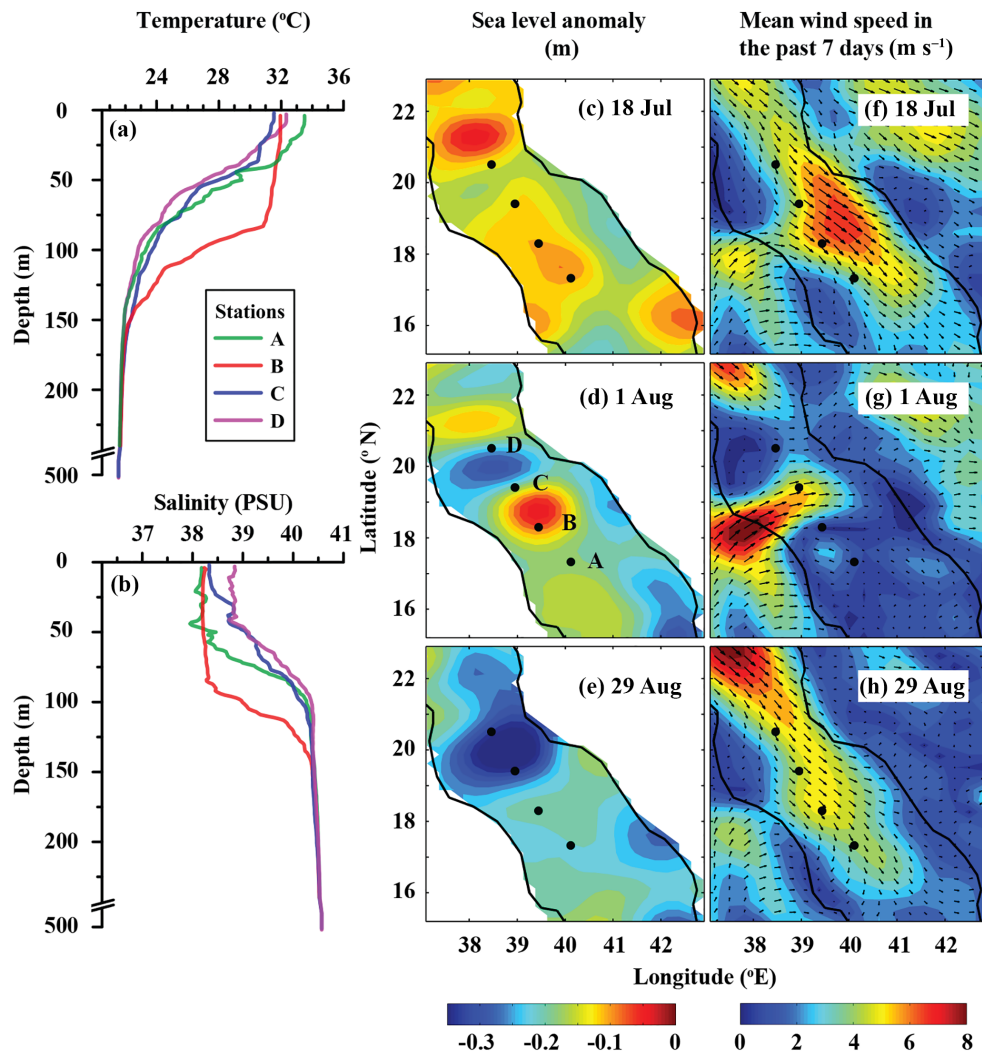 Temperature (°C)
24 28 32 36
0
50
100
150
200
500
Depth (m)
(a)
Stations
A
B
C
D
Salinity (PSU)
37 38 39 40 41
0
50
100
150
200
500
Depth (m)
(b)
Sea level anomaly
(m)
Mean wind speed in
the past 7 days (m s⁻¹)
22
20
18
16
(c) 18 Jul
(f) 18 Jul
22
20
18
16
Latitude (° N)
(d) 1 Aug
D
C
B
A
(g) 1 Aug
22
20
18
16
(e) 29 Aug
(h) 29 Aug
38 39 40 41 42
38 39 40 41 42
Longitude (°E)
-0.3 -0.2 -0.1 0
0 2 4 6 8